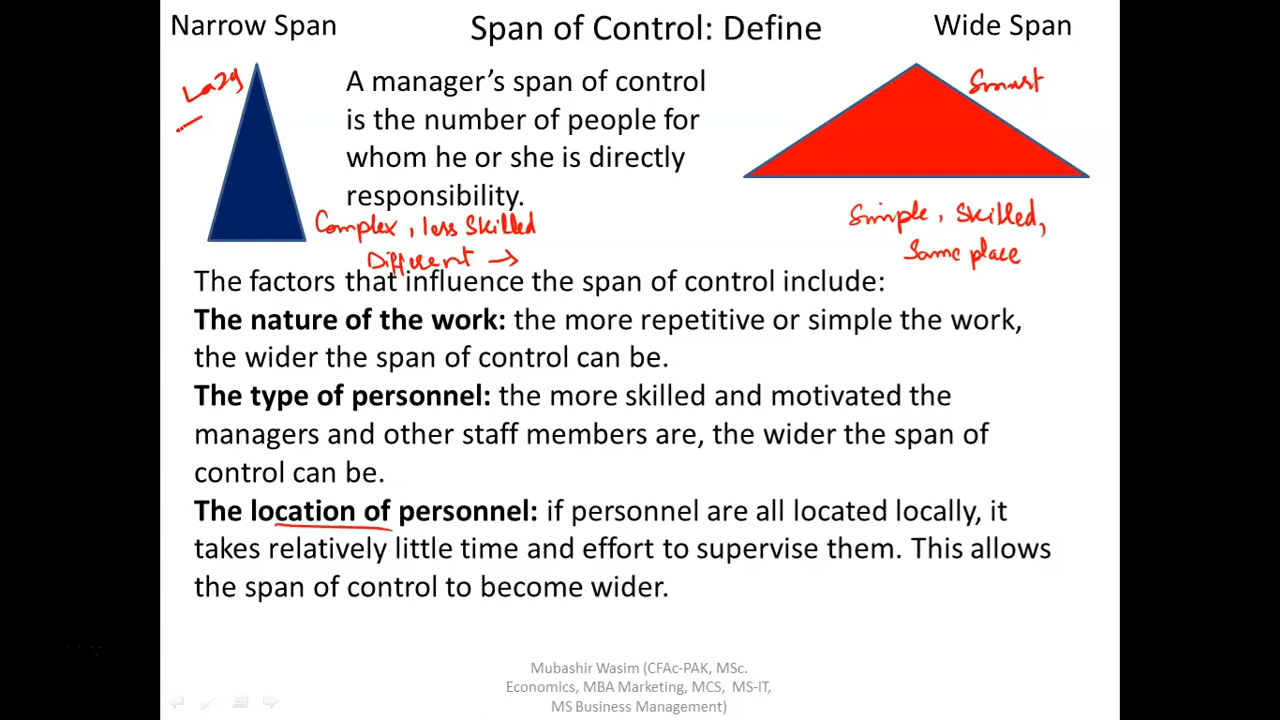 Narrow Span
Span of Control: Define
Wide Span
Lazy
Smart
A manager’s span of control
is the number of people for
whom he or she is directly
responsibility.
Complex, less skilled
Different →
Simple, Skilled,
Same place
The factors that influence the span of control include:
The nature of the work: the more repetitive or simple the work,
the wider the span of control can be.
The type of personnel: the more skilled and motivated the
managers and other staff members are, the wider the span of
control can be.
The location of personnel: if personnel are all located locally, it
takes relatively little time and effort to supervise them. This allows
the span of control to become wider.
Mubashir Wasim (CFAc-PAK, MSc.
Economics, MBA Marketing, MCS, MS-IT,
MS Business Management)